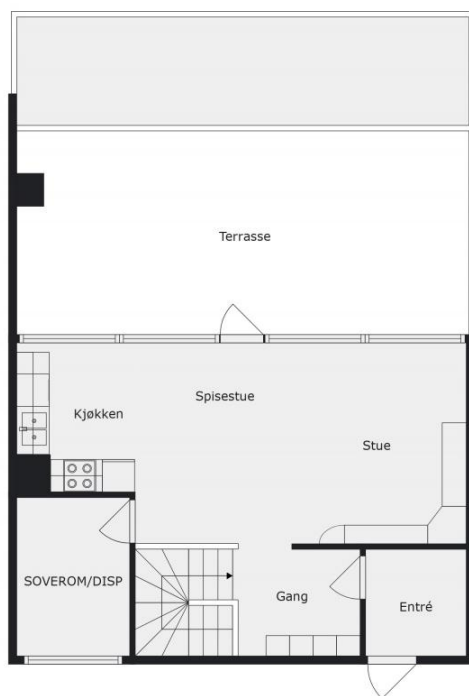 Terrasse
Spisestue
Kjøkken
Stue
SOVEROM/DISP
Gang
Entré